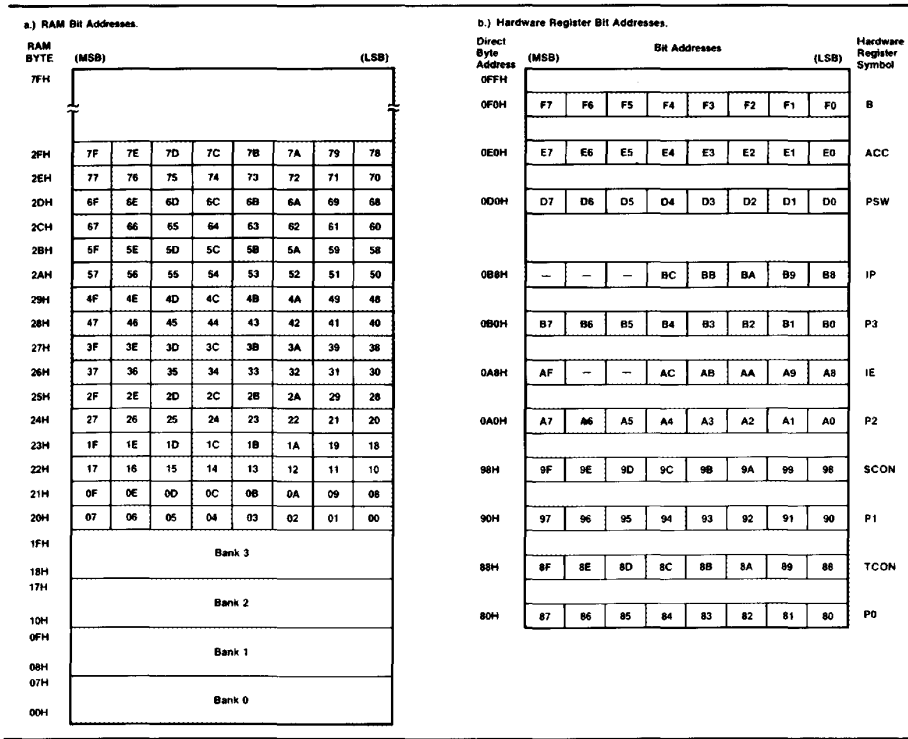 a.) RAM Bit Addresses.
RAM
BYTE (MSB) (LSB)
7FH
2FH 7F 7E 7D 7C 7B 7A 79 78
2EH 77 76 75 74 73 72 71 70
2DH 6F 6E 6D 6C 6B 6A 69 68
2CH 67 66 65 64 63 62 61 60
2BH 5F 5E 5D 5C 5B 5A 59 58
2AH 57 56 55 54 53 52 51 50
29H 4F 4E 4D 4C 4B 4A 49 48
28H 47 46 45 44 43 42 41 40
27H 3F 3E 3D 3C 3B 3A 39 38
26H 37 36 35 34 33 32 31 30
25H 2F 2E 2D 2C 2B 2A 29 28
24H 27 26 25 24 23 22 21 20
23H 1F 1E 1D 1C 1B 1A 19 18
22H 17 16 15 14 13 12 11 10
21H 0F 0E 0D 0C 0B 0A 09 08
20H 07 06 05 04 03 02 01 00
1FH
Bank 3
18H
17H
Bank 2
10H
0FH
Bank 1
08H
07H
Bank 0
00H
b.) Hardware Register Bit Addresses.
Direct
Byte
Address (MSB) Bit Addresses (LSB) Hardware
Register
Symbol
0FFH
0F0H F7 F6 F5 F4 F3 F2 F1 F0 B
0E0H E7 E6 E5 E4 E3 E2 E1 E0 ACC
0D0H D7 D6 D5 D4 D3 D2 D1 D0 PSW
0B8H — — — BC BB BA B9 B8 IP
0B0H B7 B6 B5 B4 B3 B2 B1 B0 P3
0A8H AF — — AC AB AA A9 A8 IE
0A0H A7 A6 A5 A4 A3 A2 A1 A0 P2
98H 9F 9E 9D 9C 9B 9A 99 98 SCON
90H 97 96 95 94 93 92 91 90 P1
88H 8F 8E 8D 8C 8B 8A 89 88 TCON
80H 87 86 85 84 83 82 81 80 P0